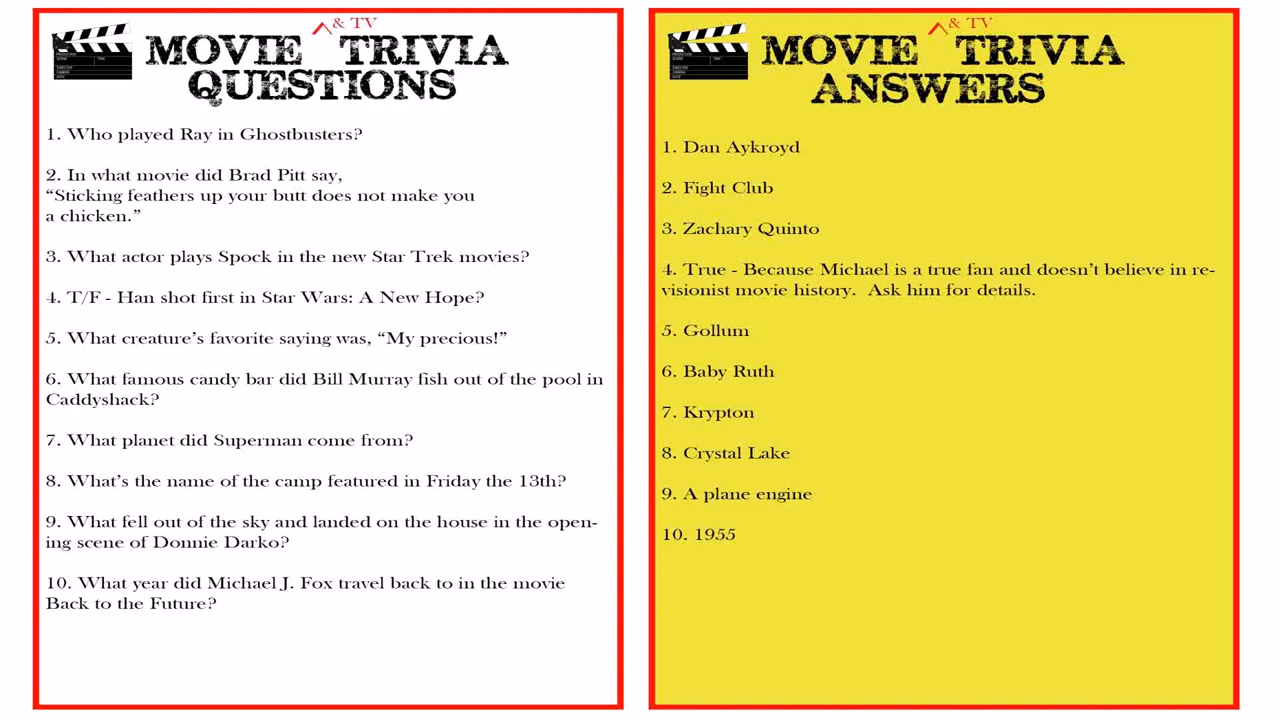 & TV
MOVIE TRIVIA
QUESTIONS
1. Who played Ray in Ghostbusters?
2. In what movie did Brad Pitt say,
“Sticking feathers up your butt does not make you
a chicken.”
3. What actor plays Spock in the new Star Trek movies?
4. T/F - Han shot first in Star Wars: A New Hope?
5. What creature’s favorite saying was, “My precious!”
6. What famous candy bar did Bill Murray fish out of the pool in
Caddyshack?
7. What planet did Superman come from?
8. What’s the name of the camp featured in Friday the 13th?
9. What fell out of the sky and landed on the house in the open-
ing scene of Donnie Darko?
10. What year did Michael J. Fox travel back to in the movie
Back to the Future?
& TV
MOVIE TRIVIA
ANSWERS
1. Dan Aykroyd
2. Fight Club
3. Zachary Quinto
4. True - Because Michael is a true fan and doesn’t believe in re-
visionist movie history.  Ask him for details.
5. Gollum
6. Baby Ruth
7. Krypton
8. Crystal Lake
9. A plane engine
10. 1955